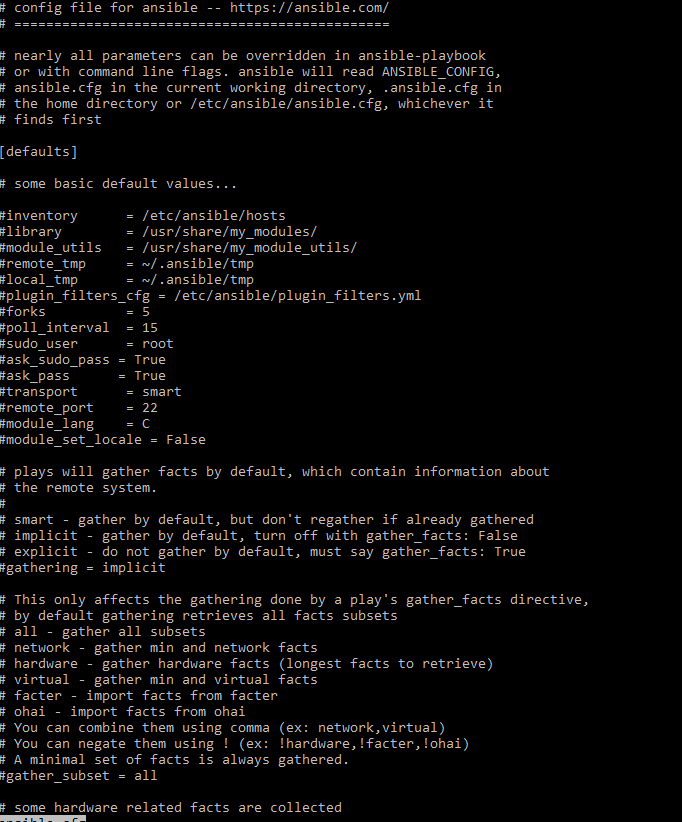 # config file for ansible -- https://ansible.com/
# ===============================================

# nearly all parameters can be overridden in ansible-playbook
# or with command line flags. ansible will read ANSIBLE_CONFIG,
# ansible.cfg in the current working directory, .ansible.cfg in
# the home directory or /etc/ansible/ansible.cfg, whichever it
# finds first

[defaults]

# some basic default values...

#inventory      = /etc/ansible/hosts
#library        = /usr/share/my_modules/
#module_utils   = /usr/share/my_module_utils/
#remote_tmp     = ~/.ansible/tmp
#local_tmp      = ~/.ansible/tmp
#plugin_filters_cfg = /etc/ansible/plugin_filters.yml
#forks          = 5
#poll_interval  = 15
#sudo_user      = root
#ask_sudo_pass = True
#ask_pass      = True
#transport      = smart
#remote_port    = 22
#module_lang    = C
#module_set_locale = False

# plays will gather facts by default, which contain information about
# the remote system.
#
# smart - gather by default, but don't regather if already gathered
# implicit - gather by default, turn off with gather_facts: False
# explicit - do not gather by default, must say gather_facts: True
#gathering = implicit

# This only affects the gathering done by a play's gather_facts directive,
# by default gathering retrieves all facts subsets
# all - gather all subsets
# network - gather min and network facts
# hardware - gather hardware facts (longest facts to retrieve)
# virtual - gather min and virtual facts
# facter - import facts from facter
# ohai - import facts from ohai
# You can combine them using comma (ex: network,virtual)
# You can negate them using ! (ex: !hardware,!facter,!ohai)
# A minimal set of facts is always gathered.
#gather_subset = all

# some hardware related facts are collected
ansible.cfg